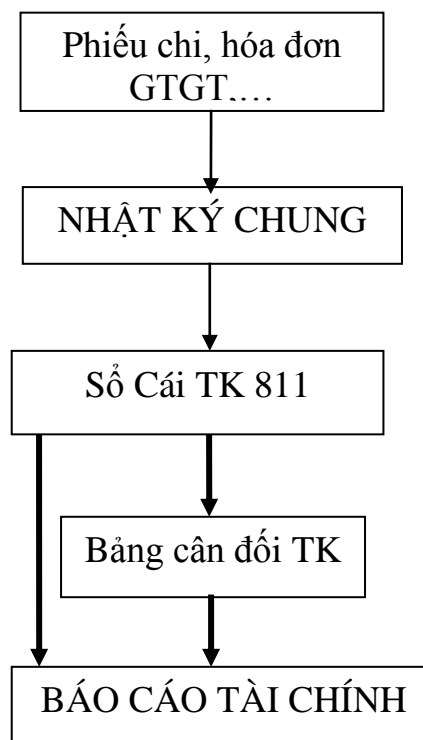 Phiếu chi, hóa đơn
GTGT,…
NHẬT KÝ CHUNG
Sổ Cái TK 811
Bảng cân đối TK
BÁO CÁO TÀI CHÍNH